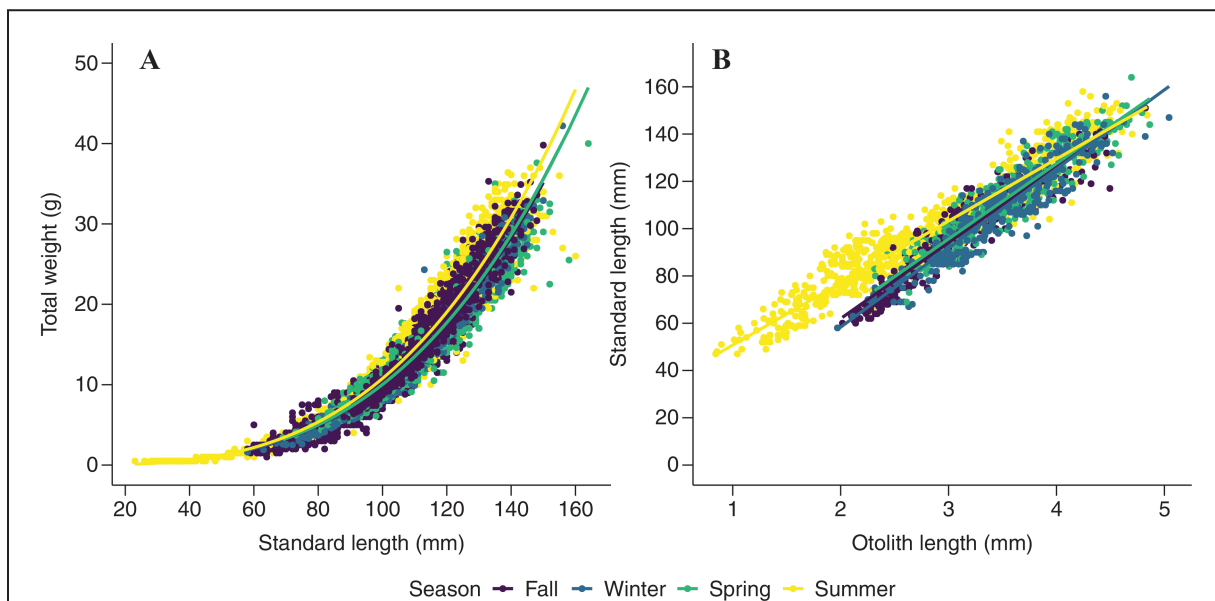 A
50
40
30
20
10
0
Total weight (g)
20 40 60 80 100 120 140 160
Standard length (mm)
B
160
140
120
100
80
60
40
20
0
Standard length (mm)
1 2 3 4 5
Otolith length (mm)
Season Fall Winter Spring Summer